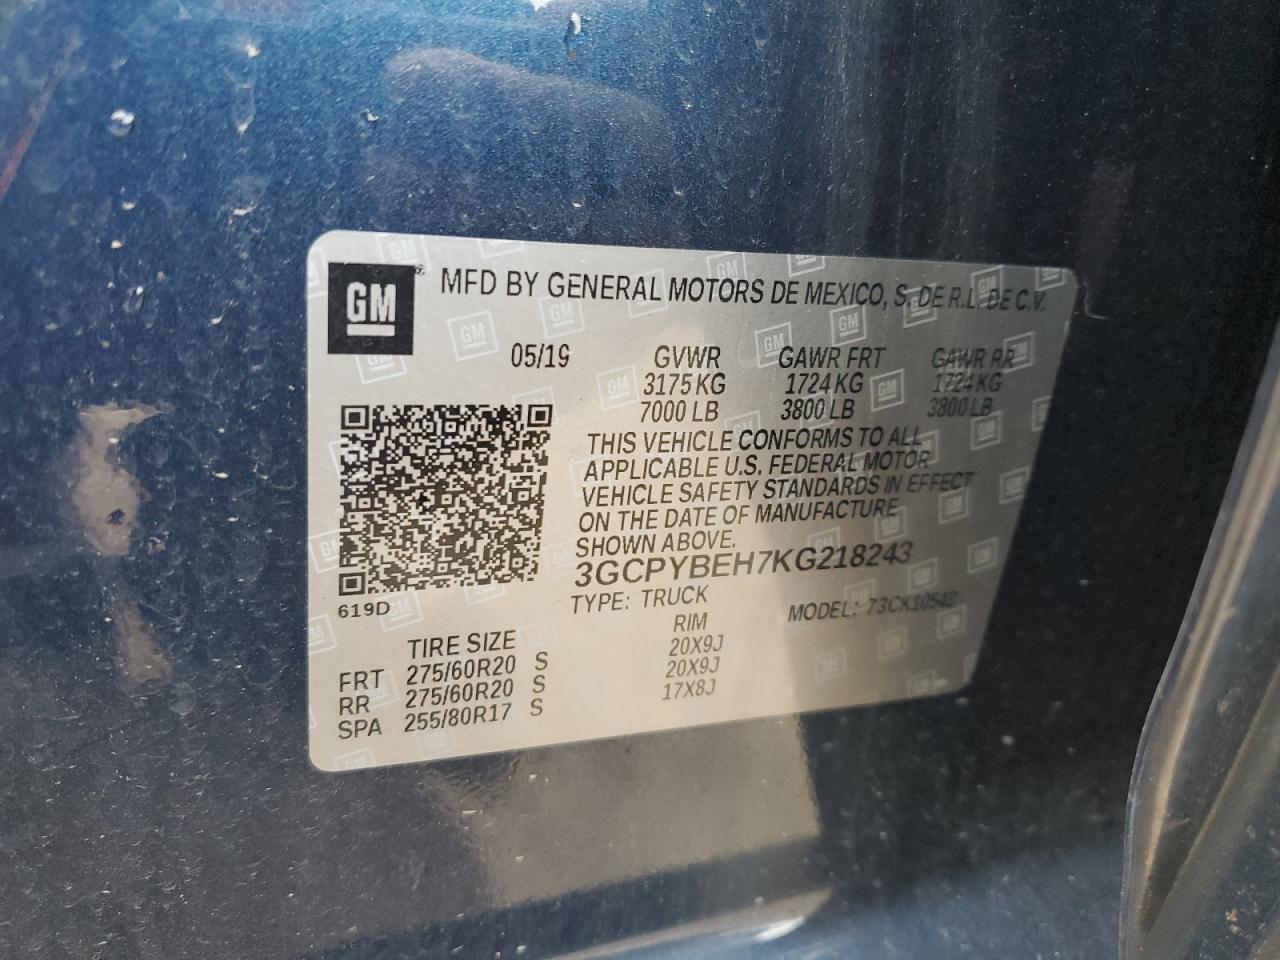 GM
MFD BY GENERAL MOTORS DE MEXICO, S. DE R.L. DE C.V.
05/19 GVWR GAWR FRT GAWR RR
3175 KG 1724 KG 1724 KG
7000 LB 3800 LB 3800 LB
THIS VEHICLE CONFORMS TO ALL
APPLICABLE U.S. FEDERAL MOTOR
VEHICLE SAFETY STANDARDS IN EFFECT
ON THE DATE OF MANUFACTURE
SHOWN ABOVE.
3GCPYBEH7KG218243
619D
TYPE: TRUCK MODEL: 73CK10543
TIRE SIZE RIM
FRT 275/60R20 S 20X9J
RR 275/60R20 S 20X9J
SPA 255/80R17 S 17X8J